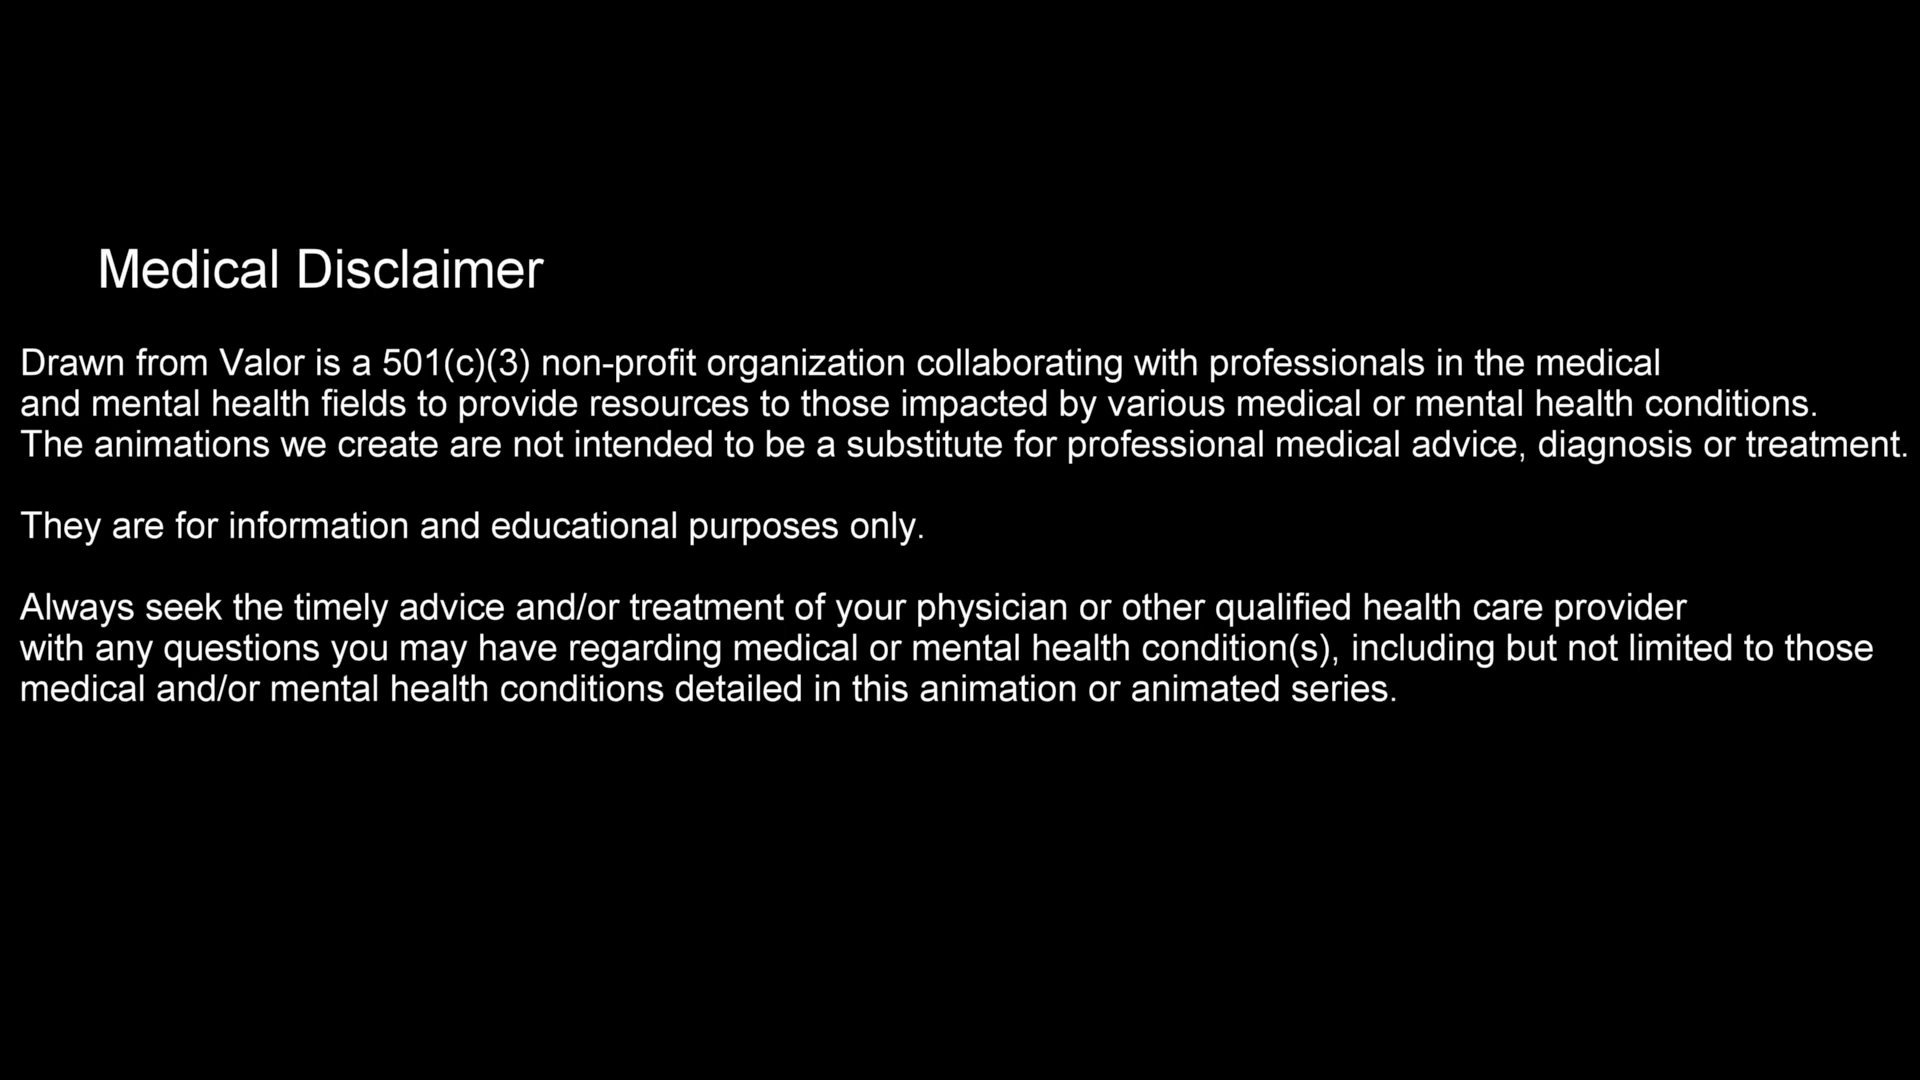 Medical Disclaimer
Drawn from Valor is a 501(c)(3) non-profit organization collaborating with professionals in the medical
and mental health fields to provide resources to those impacted by various medical or mental health conditions.
The animations we create are not intended to be a substitute for professional medical advice, diagnosis or treatment.
They are for information and educational purposes only.
Always seek the timely advice and/or treatment of your physician or other qualified health care provider
with any questions you may have regarding medical or mental health condition(s), including but not limited to those
medical and/or mental health conditions detailed in this animation or animated series.